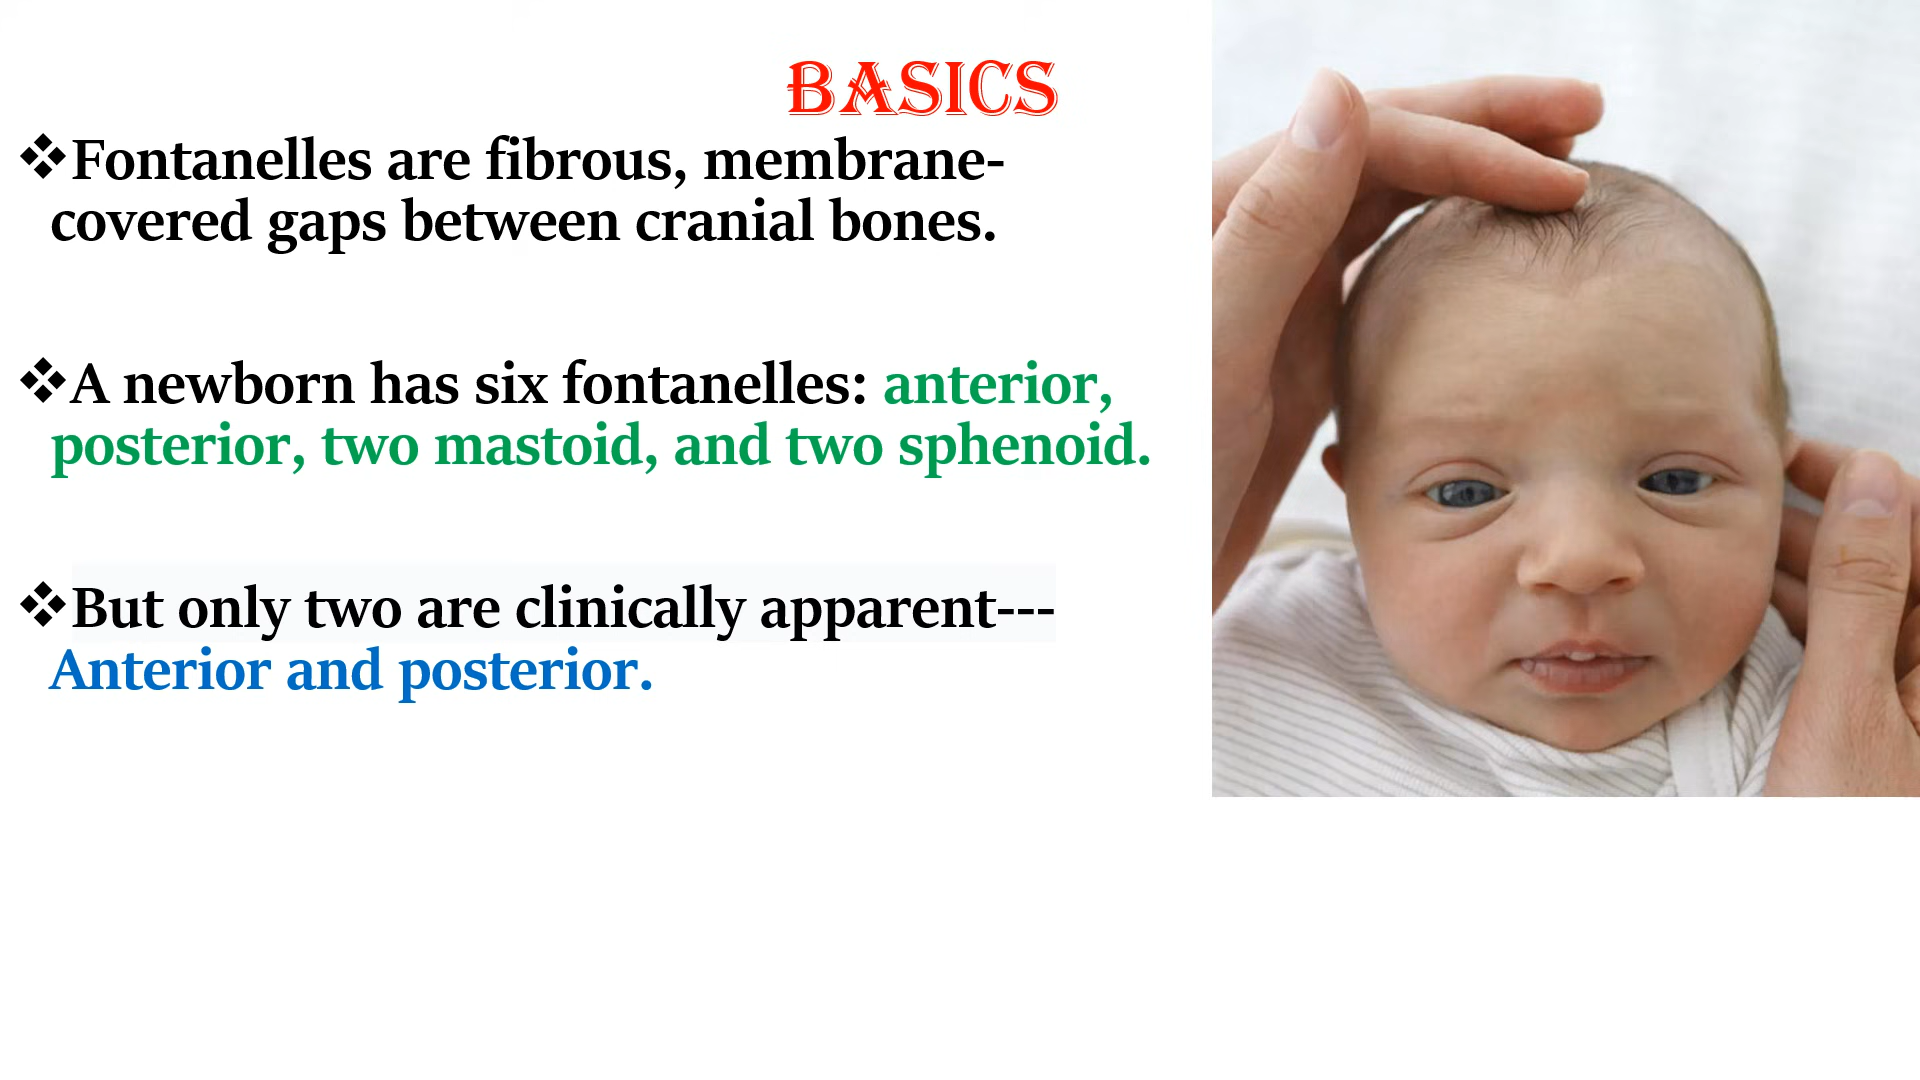 BASICS
❖Fontanelles are fibrous, membrane-
covered gaps between cranial bones.
❖A newborn has six fontanelles: anterior,
posterior, two mastoid, and two sphenoid.
❖But only two are clinically apparent---
Anterior and posterior.